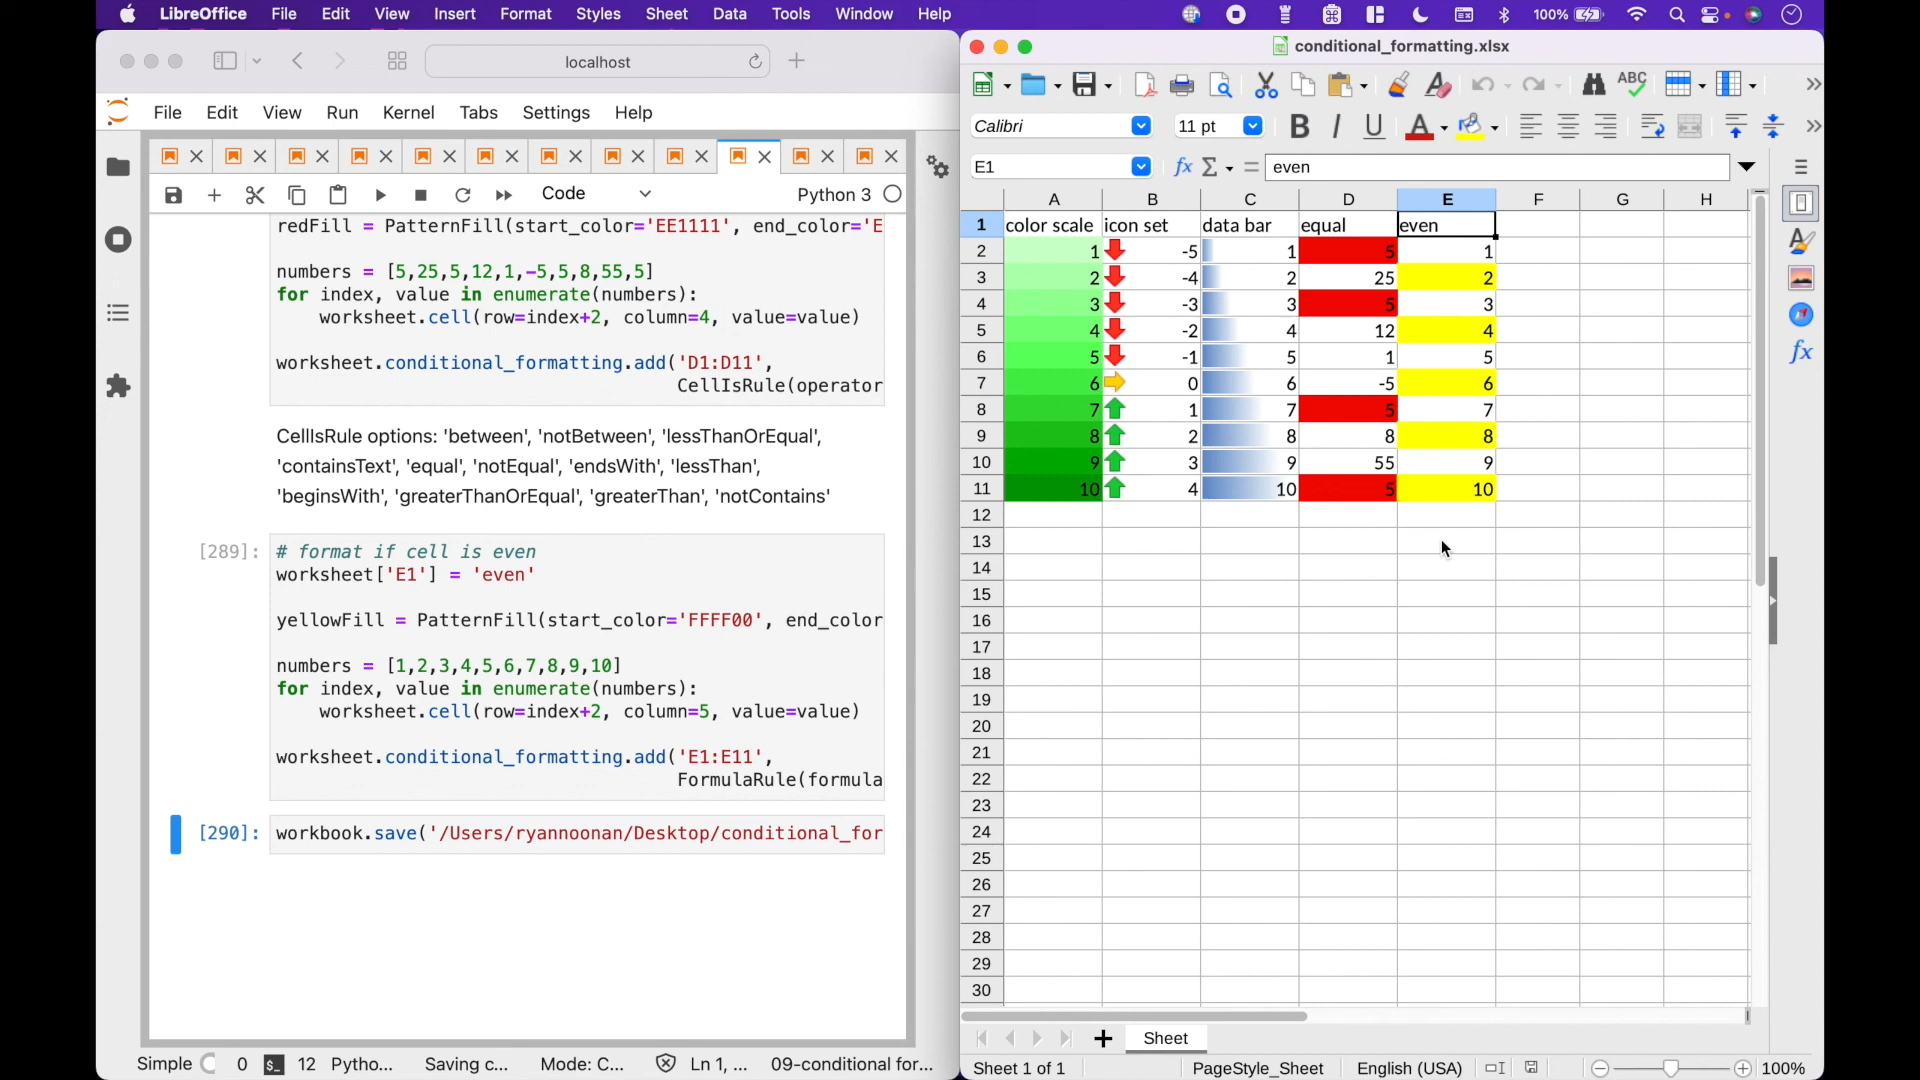 LibreOffice File Edit View Insert Format Styles Sheet Data Tools Window Help 100%
localhost
File Edit View Run Kernel Tabs Settings Help
Code Python 3
redFill = PatternFill(start_color='EE1111', end_color='E
numbers = [5,25,5,12,1,-5,5,8,55,5]
for index, value in enumerate(numbers):
worksheet.cell(row=index+2, column=4, value=value)
worksheet.conditional_formatting.add('D1:D11',
CellIsRule(operator
CellIsRule options: 'between', 'notBetween', 'lessThanOrEqual',
'containsText', 'equal', 'notEqual', 'endsWith', 'lessThan',
'beginsWith', 'greaterThanOrEqual', 'greaterThan', 'notContains'
[289]: # format if cell is even
worksheet['E1'] = 'even'
yellowFill = PatternFill(start_color='FFFF00', end_color
numbers = [1,2,3,4,5,6,7,8,9,10]
for index, value in enumerate(numbers):
worksheet.cell(row=index+2, column=5, value=value)
worksheet.conditional_formatting.add('E1:E11',
FormulaRule(formula
[290]: workbook.save('/Users/ryannoonan/Desktop/conditional_for
Simple 0 $_ 12 Pytho... Saving c... Mode: C... Ln 1, ... 09-conditional for...
conditional_formatting.xlsx
ABC
Calibri 11 pt B I U A
E1 fx Σ = even
A B C D E F G H
1 color scale icon set data bar equal even
2 1 -5 1 5 1
3 2 -4 2 25 2
4 3 -3 3 5 3
5 4 -2 4 12 4
6 5 -1 5 1 5
7 6 0 6 -5 6
8 7 1 7 5 7
9 8 2 8 8 8
10 9 3 9 55 9
11 10 4 10 5 10
12
13
14
15
16
17
18
19
20
21
22
23
24
25
26
27
28
29
30
fx
Sheet
Sheet 1 of 1 PageStyle_Sheet English (USA) 100%